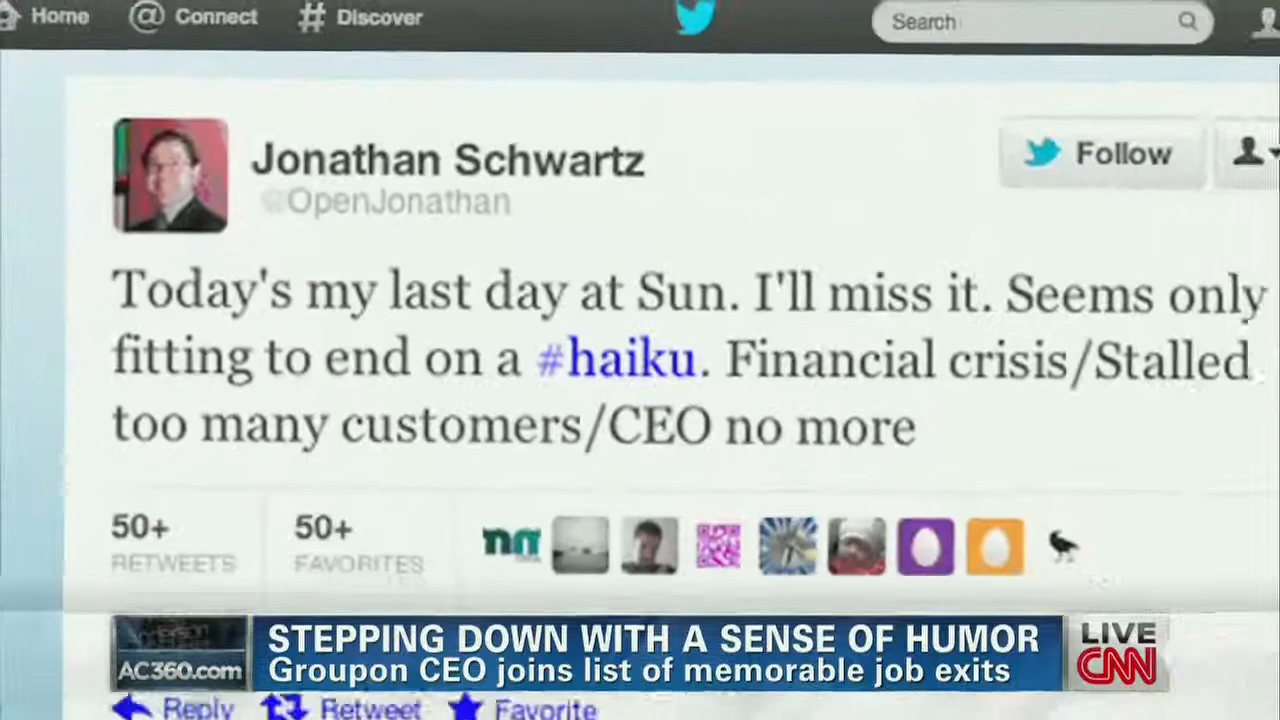 Home @ Connect # Discover Search
Jonathan Schwartz
@OpenJonathan
Follow
Today's my last day at Sun. I'll miss it. Seems only
fitting to end on a #haiku. Financial crisis/Stalled
too many customers/CEO no more
50+ 50+
RETWEETS FAVORITES
STEPPING DOWN WITH A SENSE OF HUMOR
Groupon CEO joins list of memorable job exits
AC360.com
LIVE
CNN
Reply Retweet Favorite